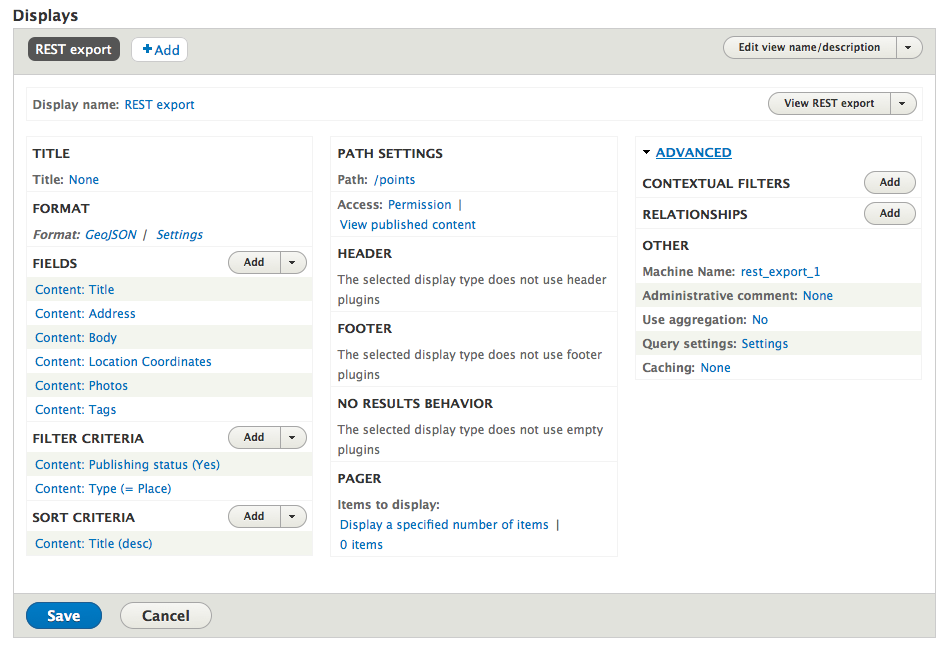 Displays
REST export
+Add
Edit view name/description
Display name: REST export
View REST export
TITLE
Title: None
FORMAT
Format: GeoJSON | Settings
FIELDS
Add
Content: Title
Content: Address
Content: Body
Content: Location Coordinates
Content: Photos
Content: Tags
FILTER CRITERIA
Add
Content: Publishing status (Yes)
Content: Type (= Place)
SORT CRITERIA
Add
Content: Title (desc)
PATH SETTINGS
Path: /points
Access: Permission |
View published content
HEADER
The selected display type does not use header
plugins
FOOTER
The selected display type does not use footer
plugins
NO RESULTS BEHAVIOR
The selected display type does not use empty
plugins
PAGER
Items to display:
Display a specified number of items |
0 items
ADVANCED
CONTEXTUAL FILTERS
Add
RELATIONSHIPS
Add
OTHER
Machine Name: rest_export_1
Administrative comment: None
Use aggregation: No
Query settings: Settings
Caching: None
Save
Cancel